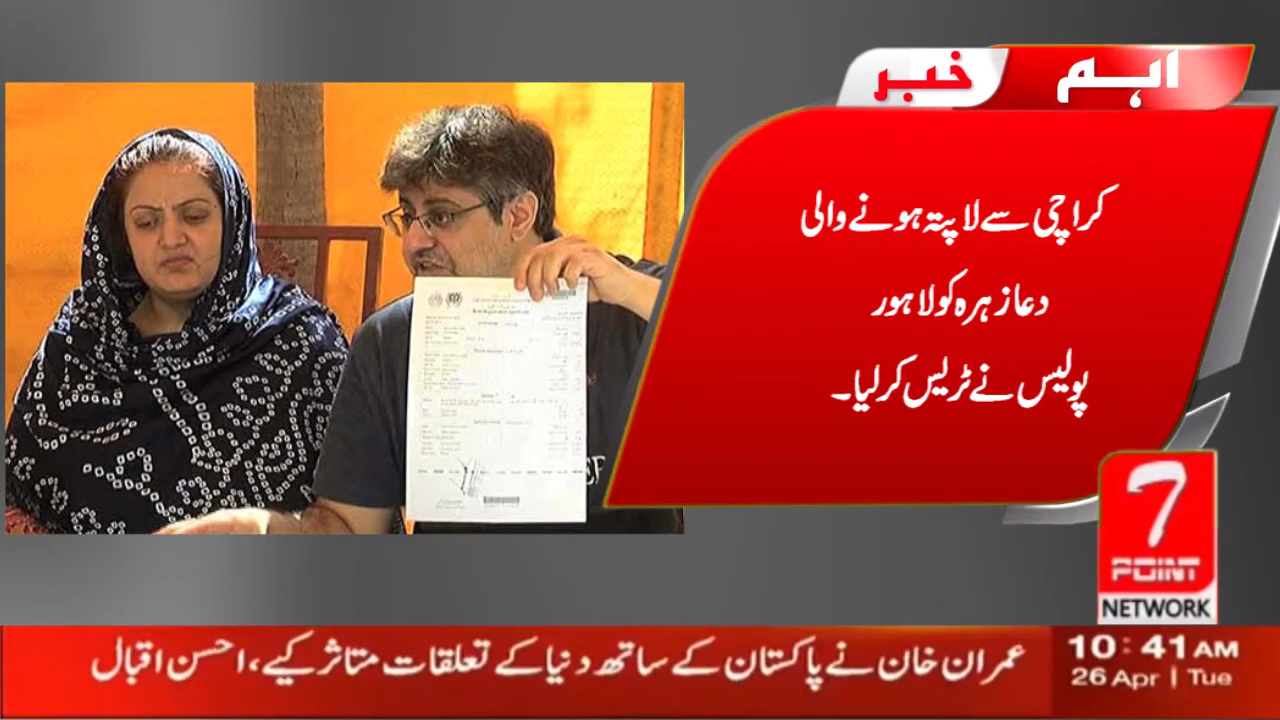 اہم خبر
کراچی سے لاپتہ ہونے والی
دعا زہرہ کو لاہور
پولیس نے ٹریس کرلیا۔
7
POINT
NETWORK
عمران خان نے پاکستان کے ساتھ دنیا کے تعلقات متاثر کیے، احسن اقبال
10:41 AM
26 Apr | Tue